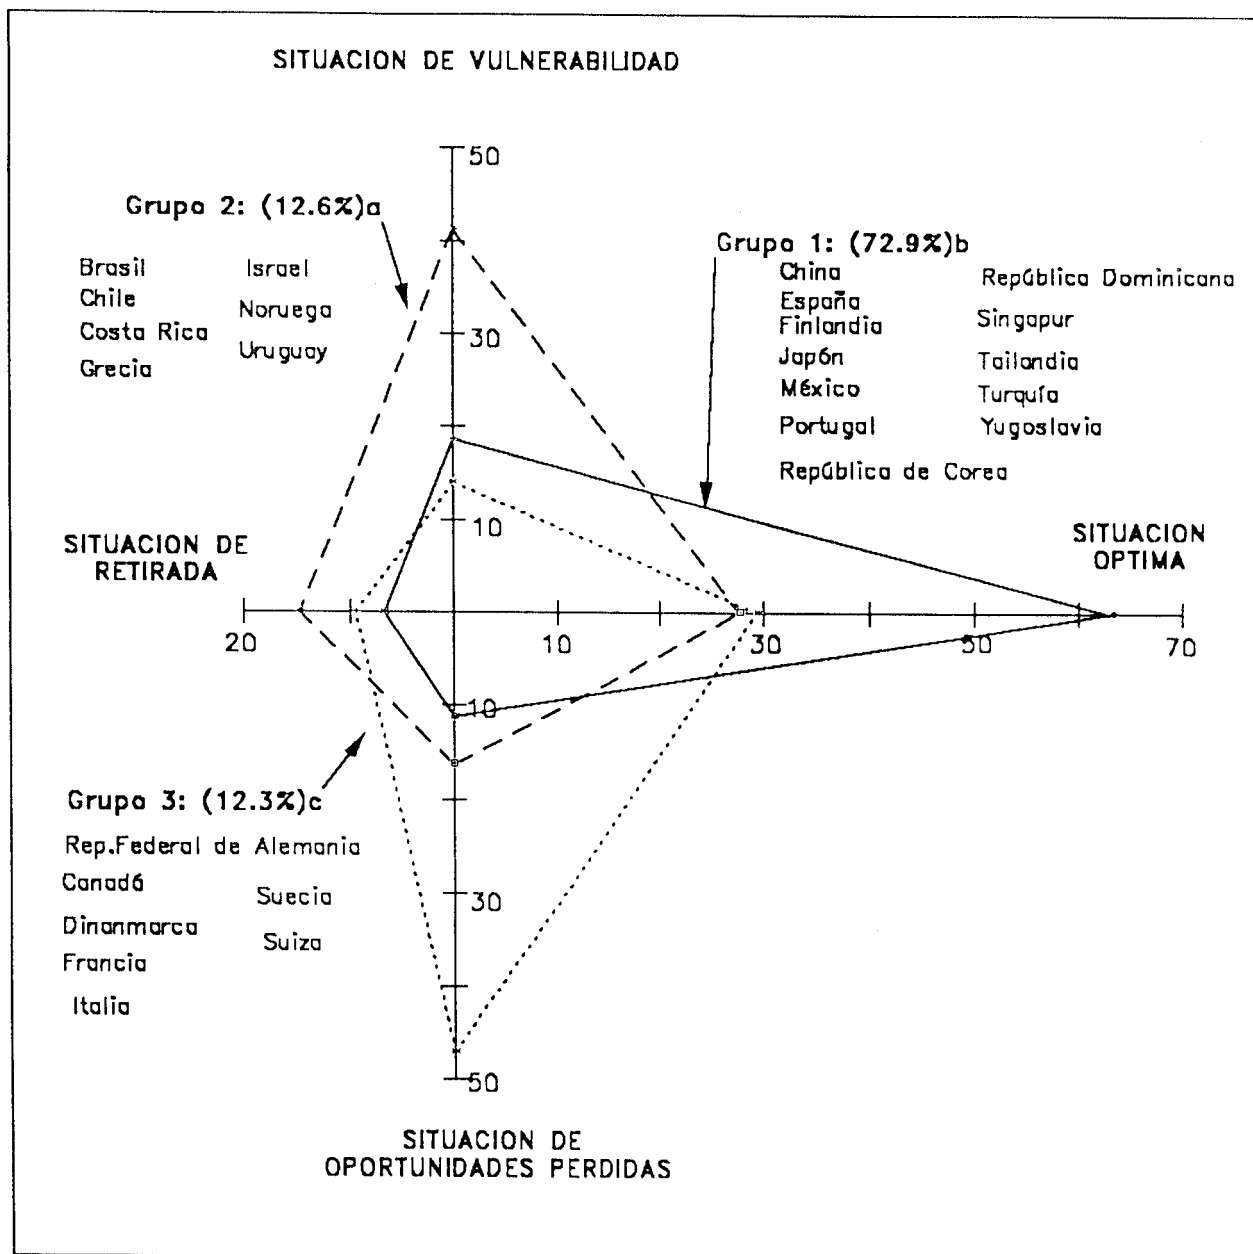 SITUACION DE VULNERABILIDAD
50
Grupo 2: (12.6%)a
Brasil Israel
Chile Noruega
Costa Rica Uruguay
Grecia
30
10
Grupo 1: (72.9%)b
China República Dominicana
España
Finlandia Singapur
Japón Tailandia
México Turquía
Portugal Yugoslavia
República de Corea
SITUACION DE
RETIRADA
SITUACION
OPTIMA
20 10 30 50 70
10
Grupo 3: (12.3%)c
Rep.Federal de Alemania
Canadá Suecia
Dinanmarca Suiza
Francia
Italia
30
50
SITUACION DE
OPORTUNIDADES PERDIDAS